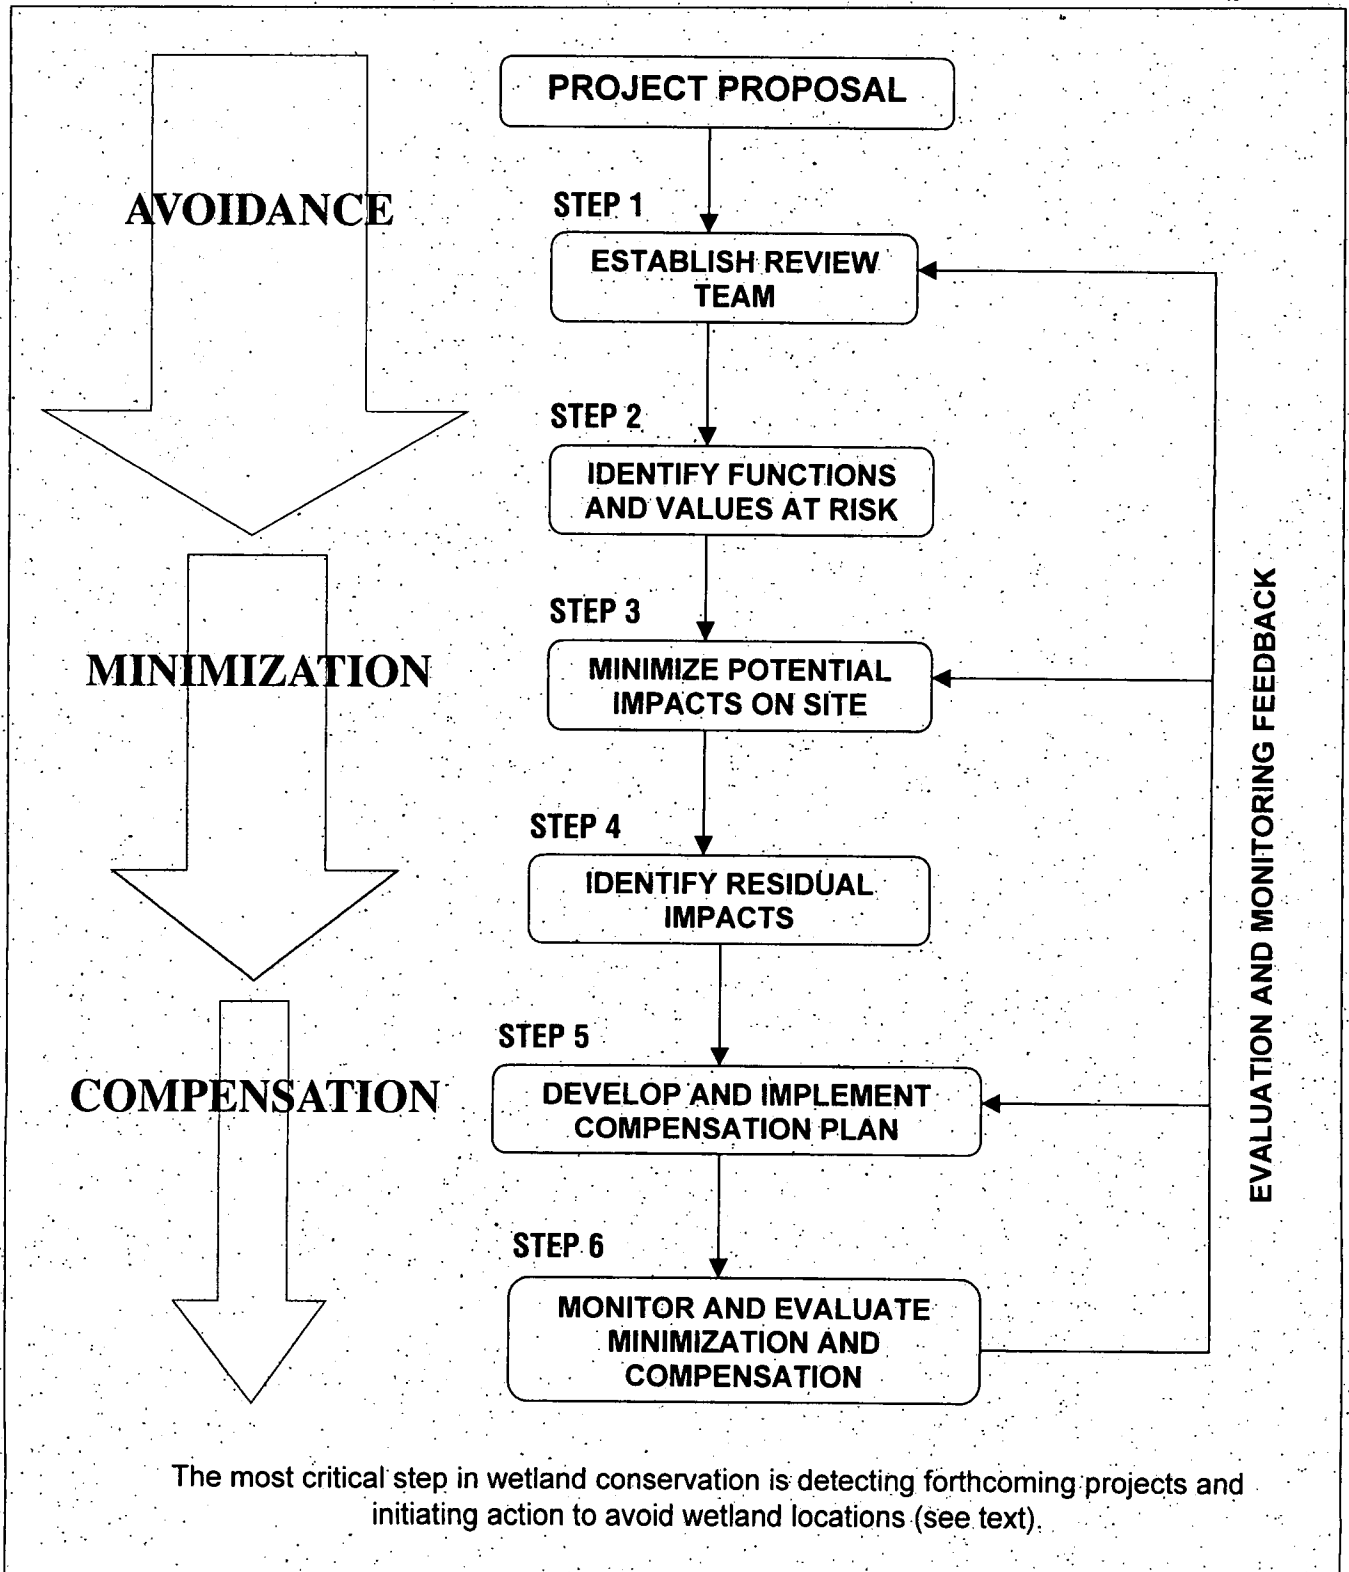 PROJECT PROPOSAL
AVOIDANCE
STEP 1
ESTABLISH REVIEW
TEAM
STEP 2
IDENTIFY FUNCTIONS
AND VALUES AT RISK
STEP 3
MINIMIZATION
MINIMIZE POTENTIAL
IMPACTS ON SITE
STEP 4
IDENTIFY RESIDUAL
IMPACTS
STEP 5
COMPENSATION
DEVELOP AND IMPLEMENT
COMPENSATION PLAN
STEP 6
MONITOR AND EVALUATE
MINIMIZATION AND
COMPENSATION
EVALUATION AND MONITORING FEEDBACK
The most critical step in wetland conservation is detecting forthcoming projects and
initiating action to avoid wetland locations (see text).